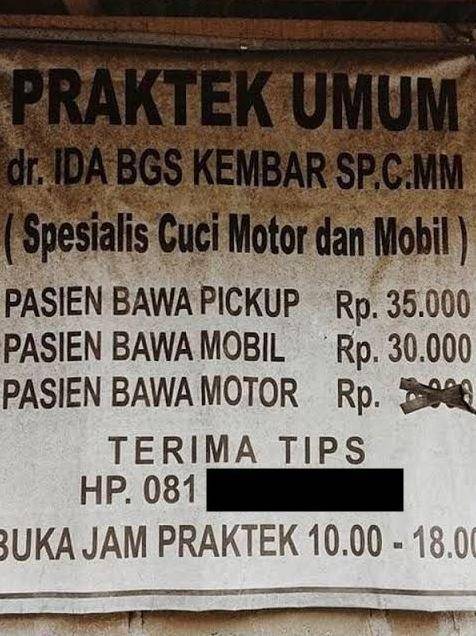 PRAKTEK UMUM
dr. IDA BGS KEMBAR SP.C.MM
( Spesialis Cuci Motor dan Mobil )
PASIEN BAWA PICKUP Rp. 35.000
PASIEN BAWA MOBIL Rp. 30.000
PASIEN BAWA MOTOR Rp.
TERIMA TIPS
HP. 081
BUKA JAM PRAKTEK 10.00 - 18.00